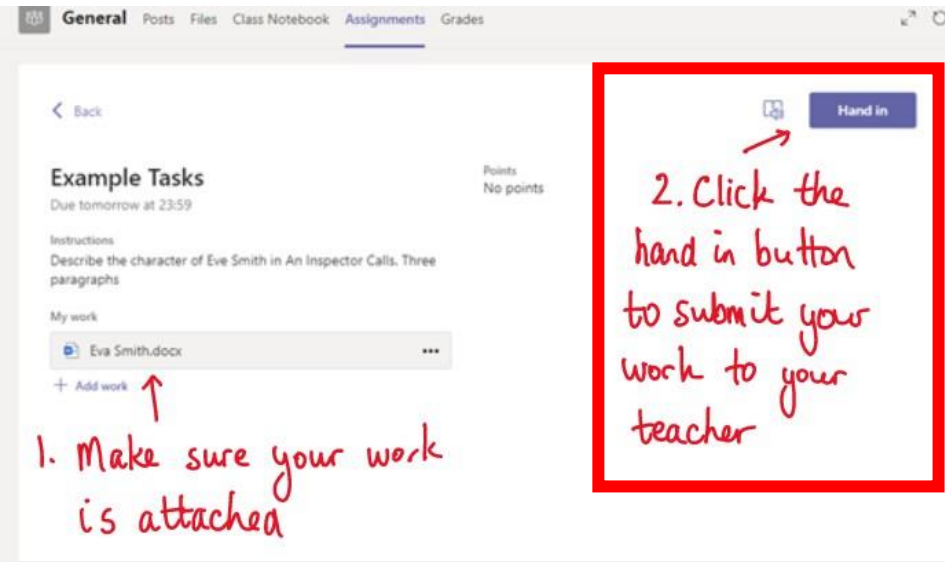 General Posts Files Class Notebook Assignments Grades
Back
Hand in
Example Tasks
Due tomorrow at 23:59
Points
No points
Instructions
Describe the character of Eve Smith in An Inspector Calls. Three
paragraphs
My work
Eva Smith.docx
+ Add work
1. Make sure your work
is attached
2. Click the
hand in button
to submit your
work to your
teacher